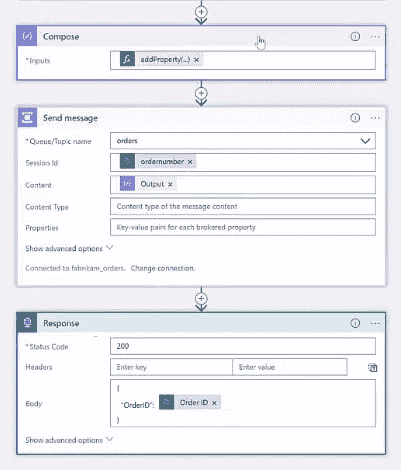 Compose
*Inputs
addProperty(...) ×
Send message
*Queue/Topic name orders
Session Id ordernumber ×
Content Output ×
Content Type Content type of the message content
Properties Key-value pairs for each brokered property
Show advanced options
Connected to fahmkam_orders. Change connection.
Response
*Status Code 200
Headers Enter key Enter value
Body {
"OrderID": Order ID ×
}
Show advanced options